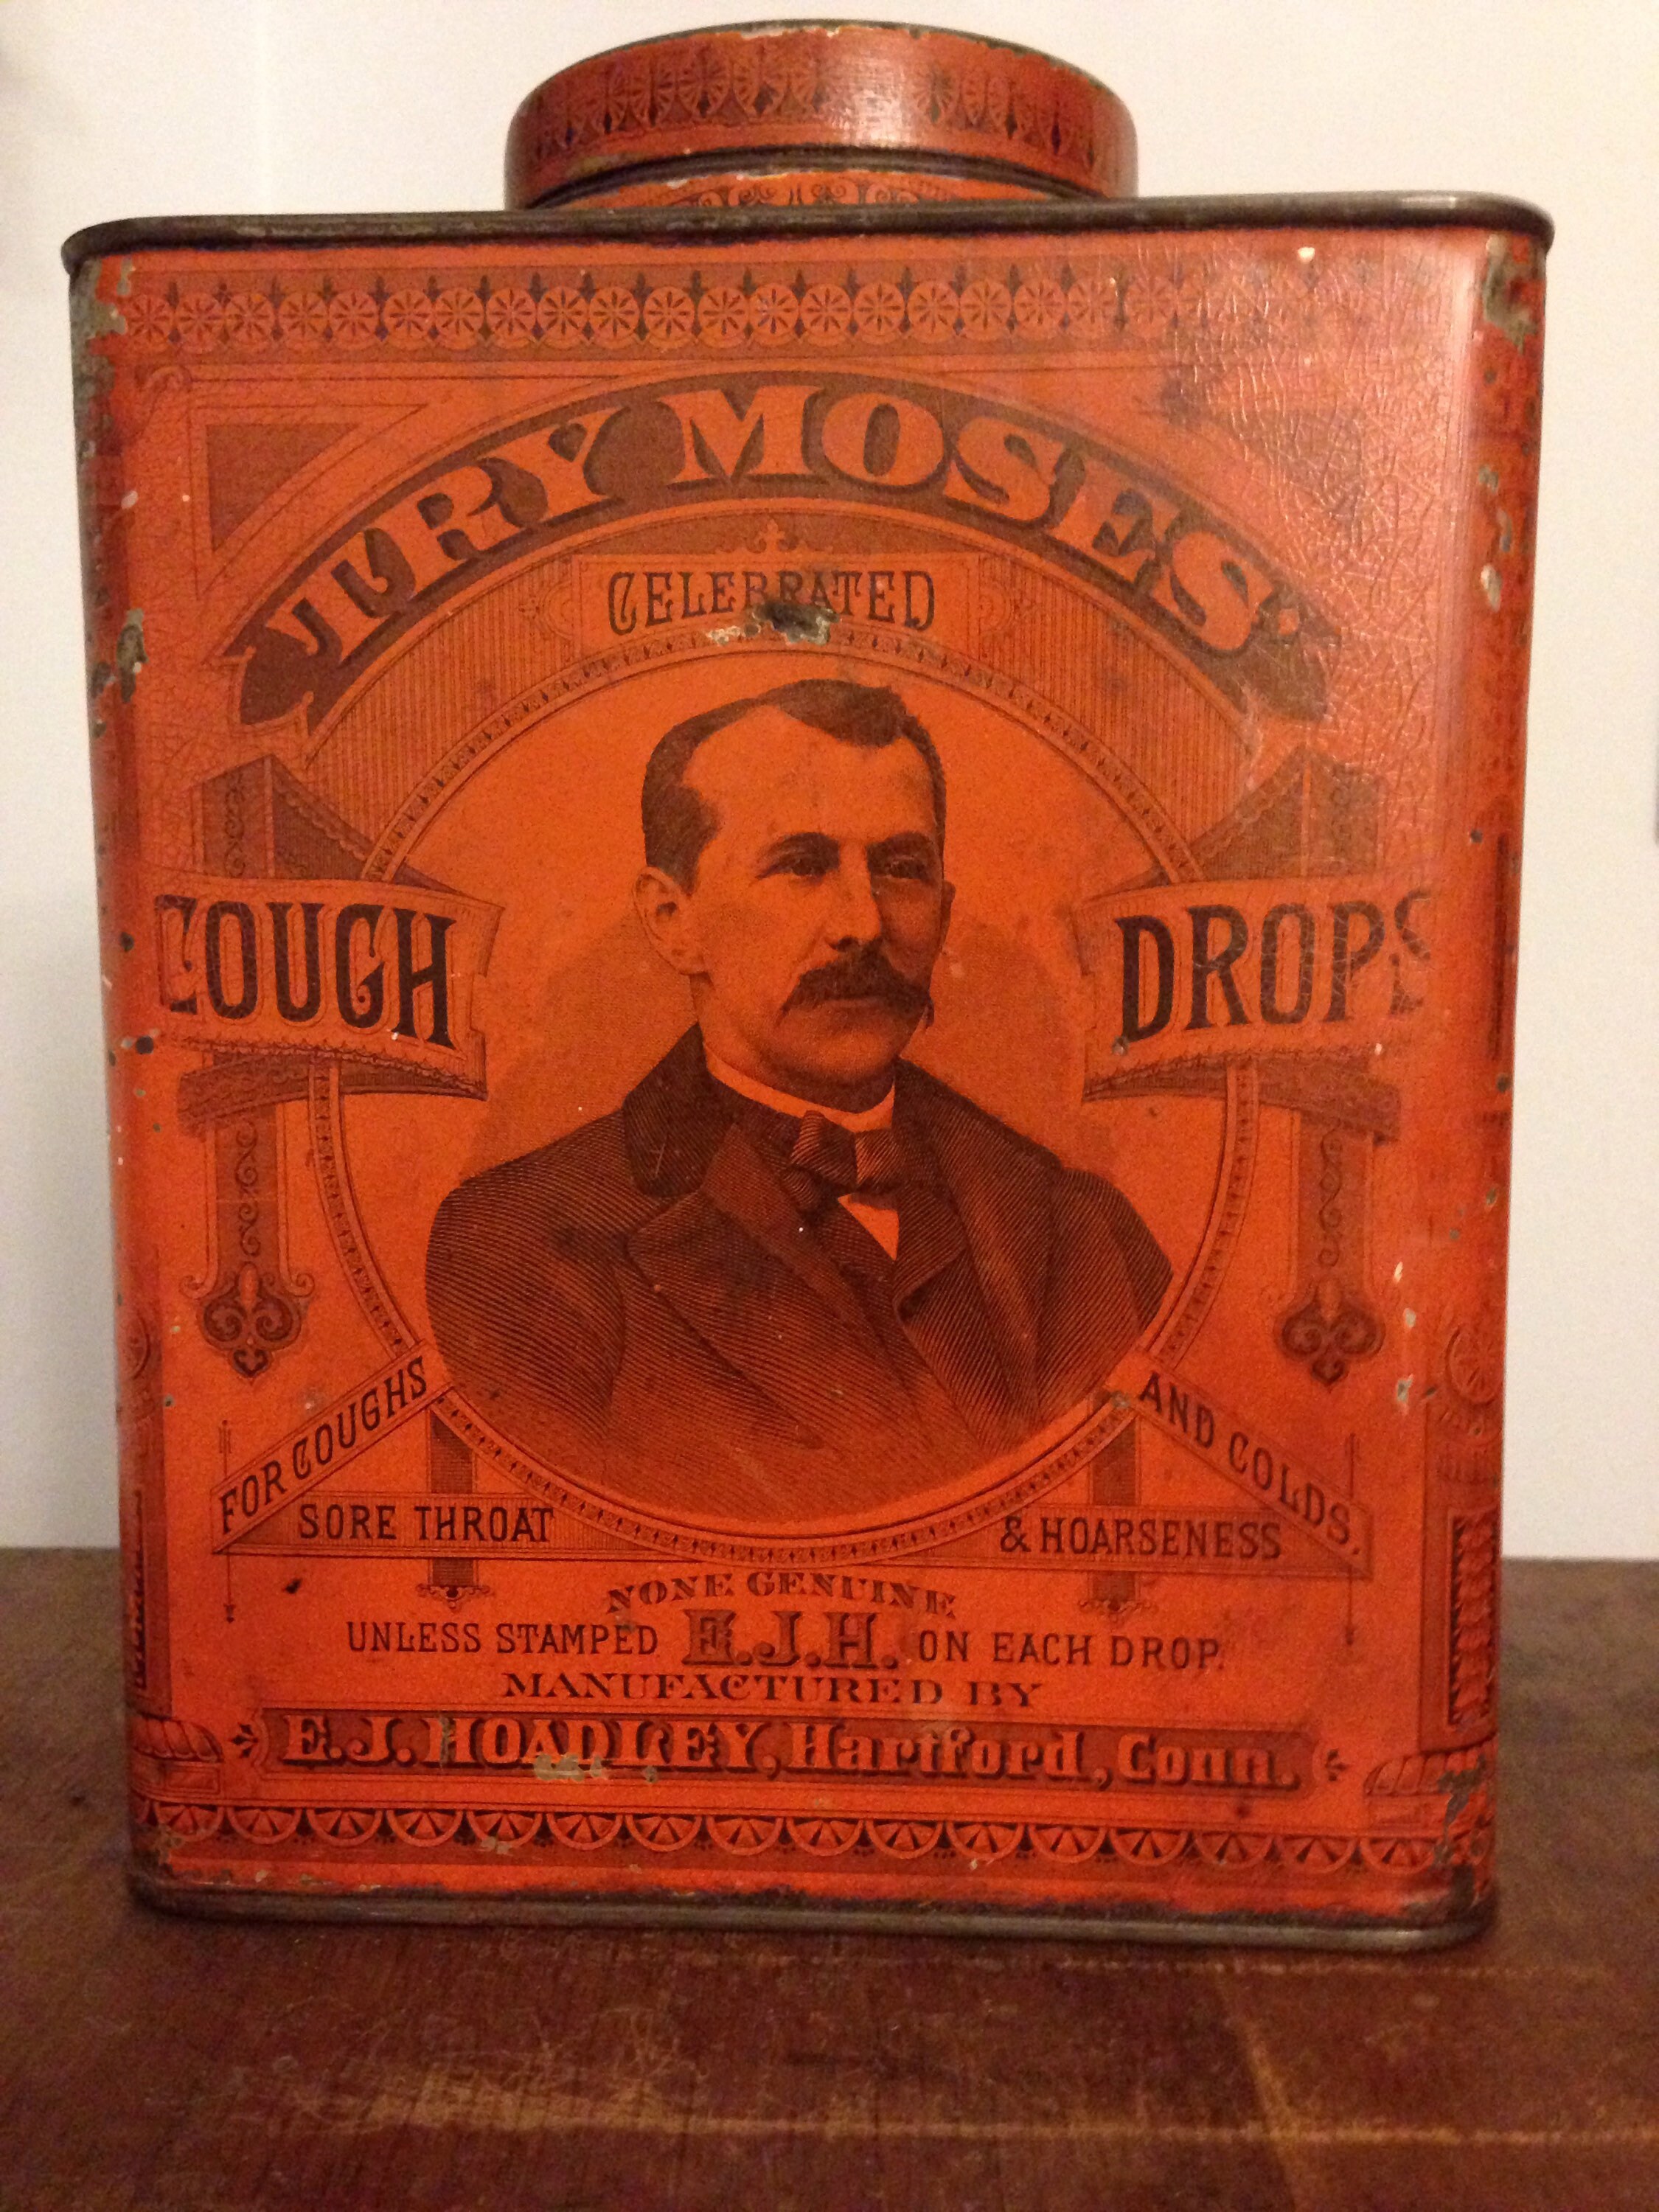 TRY MOSES'
CELEBRATED
COUGH DROPS
FOR COUGHS AND COLDS.
SORE THROAT & HOARSENESS
NONE GENUINE
UNLESS STAMPED E.J.H. ON EACH DROP.
MANUFACTURED BY
E.J. HOADLEY, Hartford, Conn.